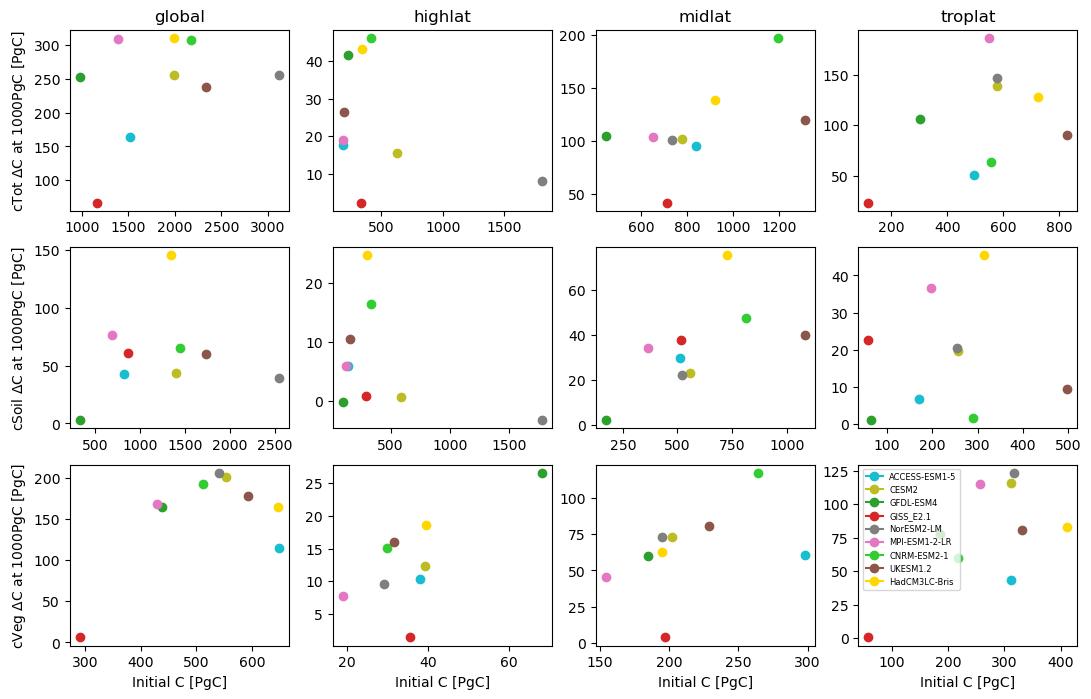 global highlat midlat troplat
cTot ΔC at 1000PgC [PgC]
300
250
200
150
100
1000 1500 2000 2500 3000
40
30
20
10
500 1000 1500
200
150
100
50
600 800 1000 1200
150
100
50
200 400 600 800
cSoil ΔC at 1000PgC [PgC]
150
100
50
0
500 1000 1500 2000 2500
20
10
0
500 1000 1500
60
40
20
0
250 500 750 1000
40
30
20
10
0
100 200 300 400 500
cVeg ΔC at 1000PgC [PgC]
200
150
100
50
0
300 400 500 600
Initial C [PgC]
25
20
15
10
5
20 40 60
Initial C [PgC]
100
75
50
25
0
150 200 250 300
Initial C [PgC]
125
100
75
50
25
0
ACCESS-ESM1-5
CESM2
GFDL-ESM4
GISS_E2.1
NorESM2-LM
MPI-ESM1-2-LR
CNRM-ESM2-1
UKESM1.2
HadCM3LC-Bris
100 200 300 400
Initial C [PgC]